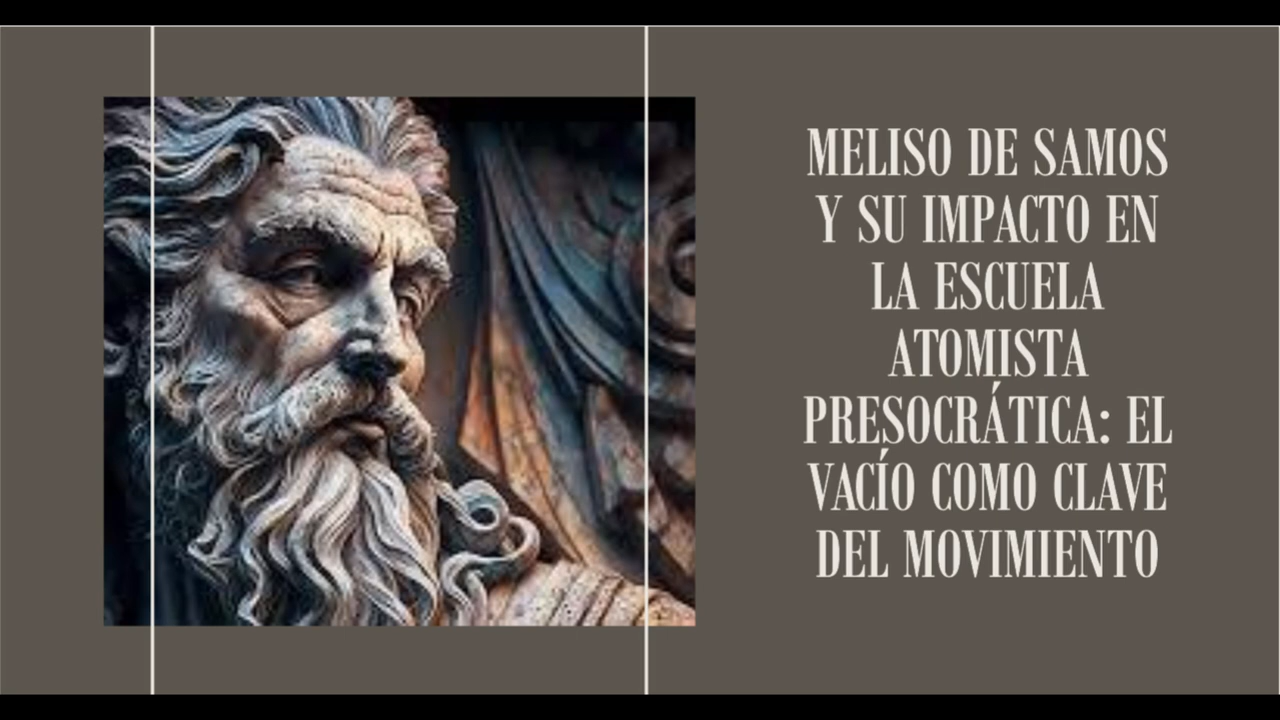 MELISO DE SAMOS
Y SU IMPACTO EN
LA ESCUELA
ATOMISTA
PRESOCRÁTICA: EL
VACÍO COMO CLAVE
DEL MOVIMIENTO